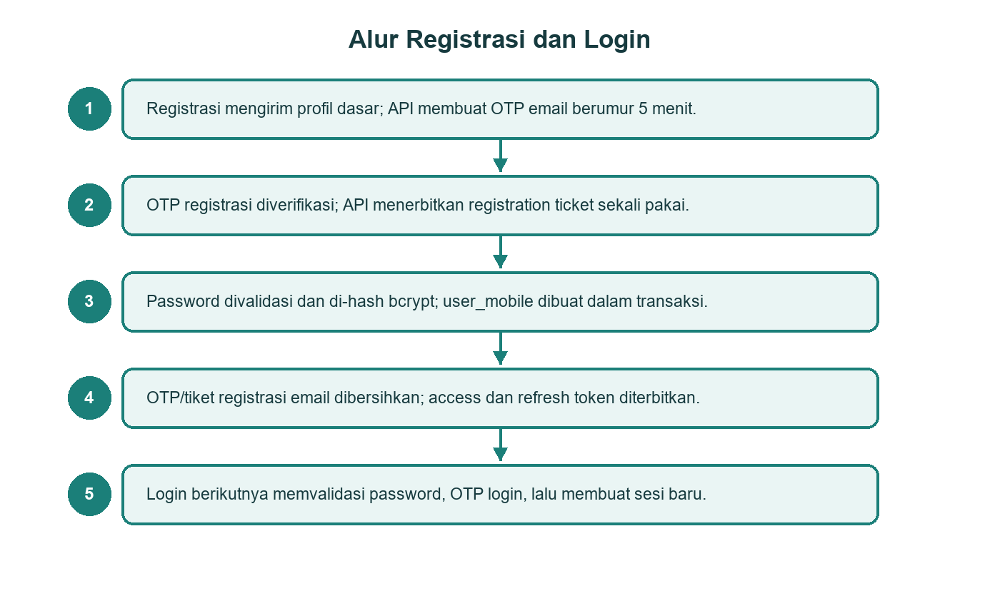 Alur Registrasi dan Login
1 Registrasi mengirim profil dasar; API membuat OTP email berumur 5 menit.
2 OTP registrasi diverifikasi; API menerbitkan registration ticket sekali pakai.
3 Password divalidasi dan di-hash bcrypt; user_mobile dibuat dalam transaksi.
4 OTP/tiket registrasi email dibersihkan; access dan refresh token diterbitkan.
5 Login berikutnya memvalidasi password, OTP login, lalu membuat sesi baru.